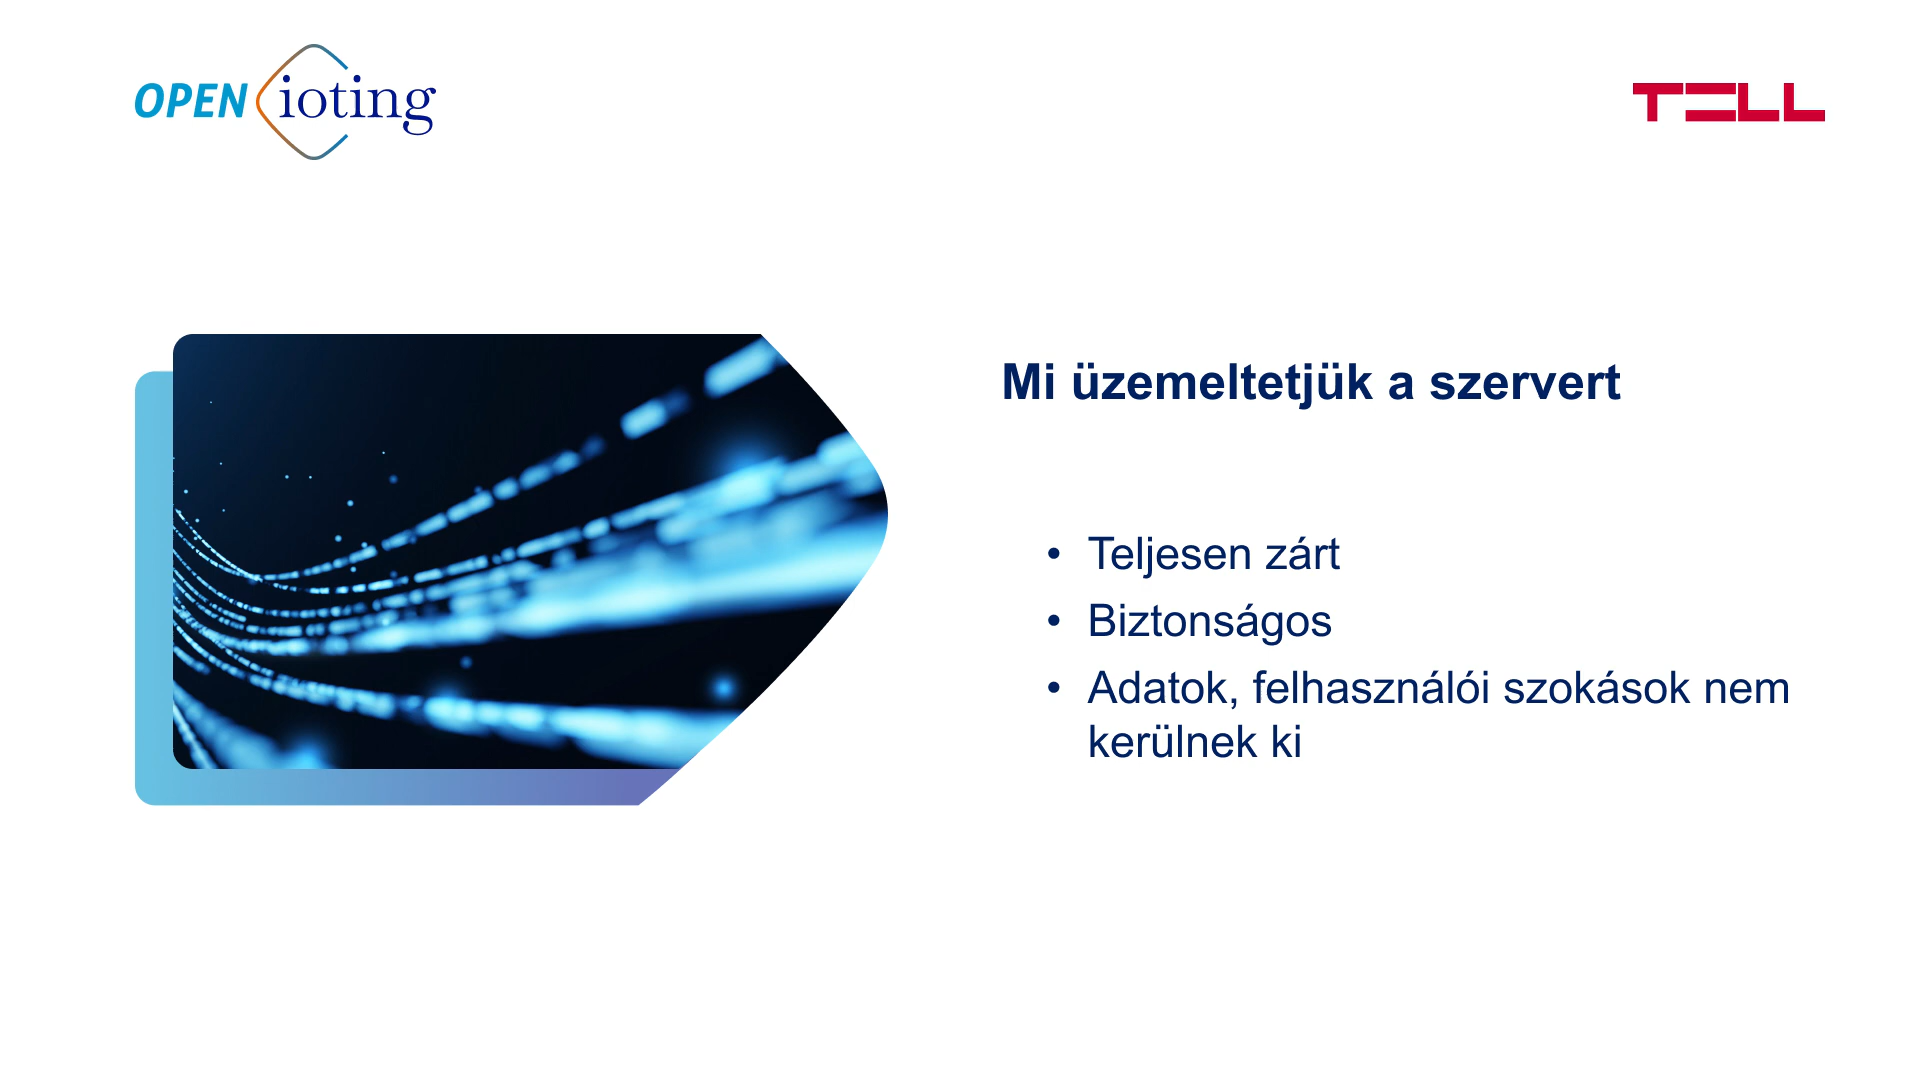 OPEN ioting
TELL
Mi üzemeltetjük a szervert
• Teljesen zárt
• Biztonságos
• Adatok, felhasználói szokások nem
kerülnek ki